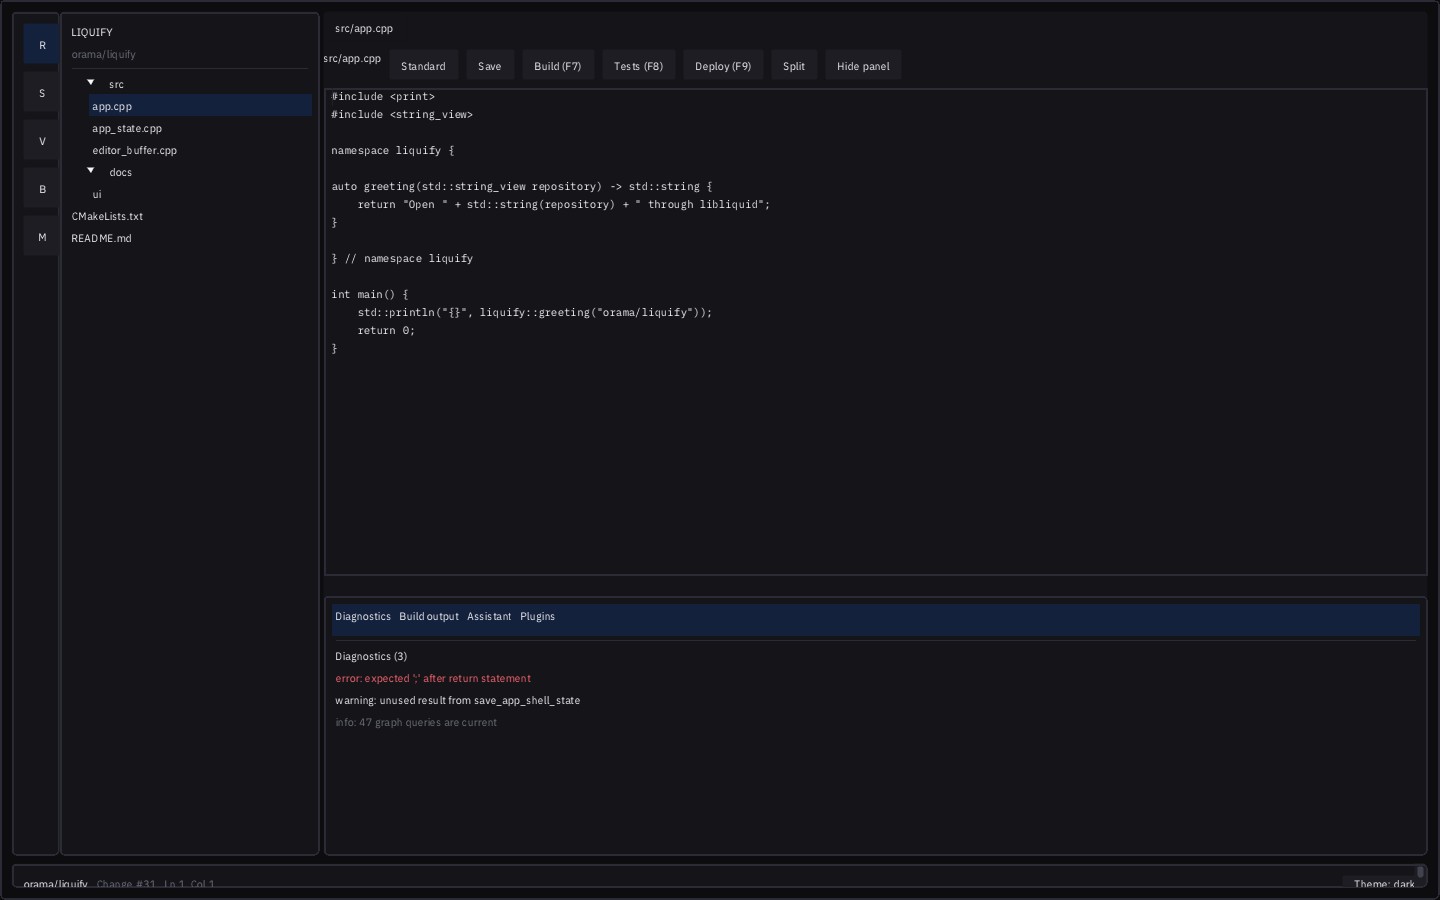 R
S
V
B
M
LIQUIFY
orama/liquify
src
app.cpp
app_state.cpp
editor_buffer.cpp
docs
ui
CMakeLists.txt
README.md
src/app.cpp
src/app.cpp Standard Save Build (F7) Tests (F8) Deploy (F9) Split Hide panel
#include <print>
#include <string_view>
namespace liquify {
auto greeting(std::string_view repository) -> std::string {
    return "Open " + std::string(repository) + " through libliquid";
}
} // namespace liquify
int main() {
    std::println("{}", liquify::greeting("orama/liquify"));
    return 0;
}
Diagnostics Build output Assistant Plugins
Diagnostics (3)
error: expected ';' after return statement
warning: unused result from save_app_shell_state
info: 47 graph queries are current
orama/liquify Change #31 Ln 1, Col 1 Theme: dark